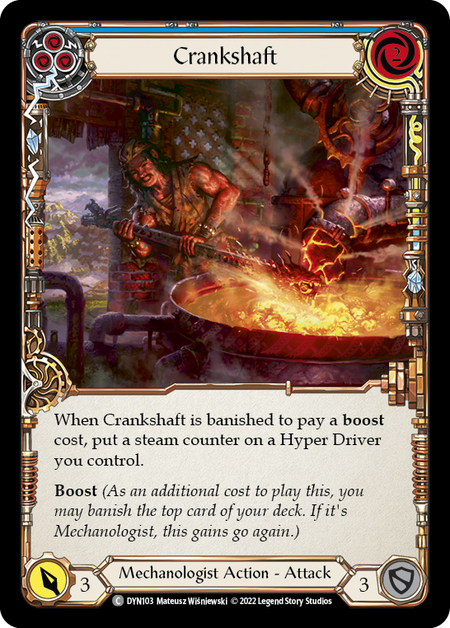 Crankshaft
2
When Crankshaft is banished to pay a boost
cost, put a steam counter on a Hyper Driver
you control.
Boost (As an additional cost to play this, you
may banish the top card of your deck. If it's
Mechanologist, this gains go again.)
3
Mechanologist Action - Attack
3
C DYN103 Mateusz Wiśniewski © 2022 Legend Story Studios